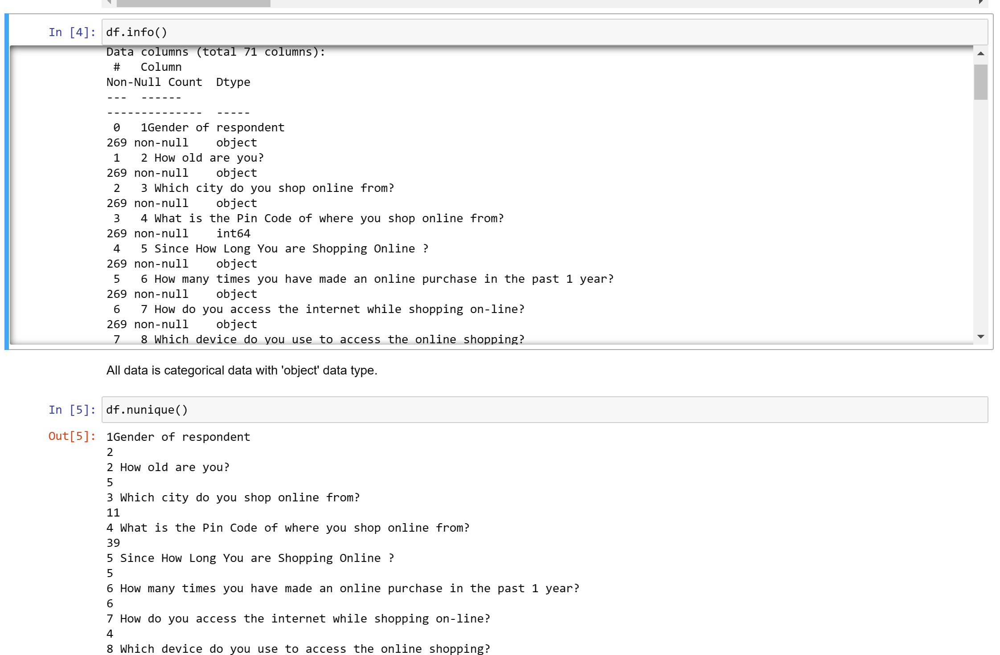 In [4]: df.info()
Data columns (total 71 columns):
 #   Column
Non-Null Count  Dtype
---  ------
--------------  -----
 0   1Gender of respondent
269 non-null    object
 1   2 How old are you?
269 non-null    object
 2   3 Which city do you shop online from?
269 non-null    object
 3   4 What is the Pin Code of where you shop online from?
269 non-null    int64
 4   5 Since How Long You are Shopping Online ?
269 non-null    object
 5   6 How many times you have made an online purchase in the past 1 year?
269 non-null    object
 6   7 How do you access the internet while shopping on-line?
269 non-null    object
 7   8 Which device do you use to access the online shopping?
All data is categorical data with 'object' data type.
In [5]: df.nunique()
Out[5]: 1Gender of respondent
2
2 How old are you?
5
3 Which city do you shop online from?
11
4 What is the Pin Code of where you shop online from?
39
5 Since How Long You are Shopping Online ?
5
6 How many times you have made an online purchase in the past 1 year?
6
7 How do you access the internet while shopping on-line?
4
8 Which device do you use to access the online shopping?